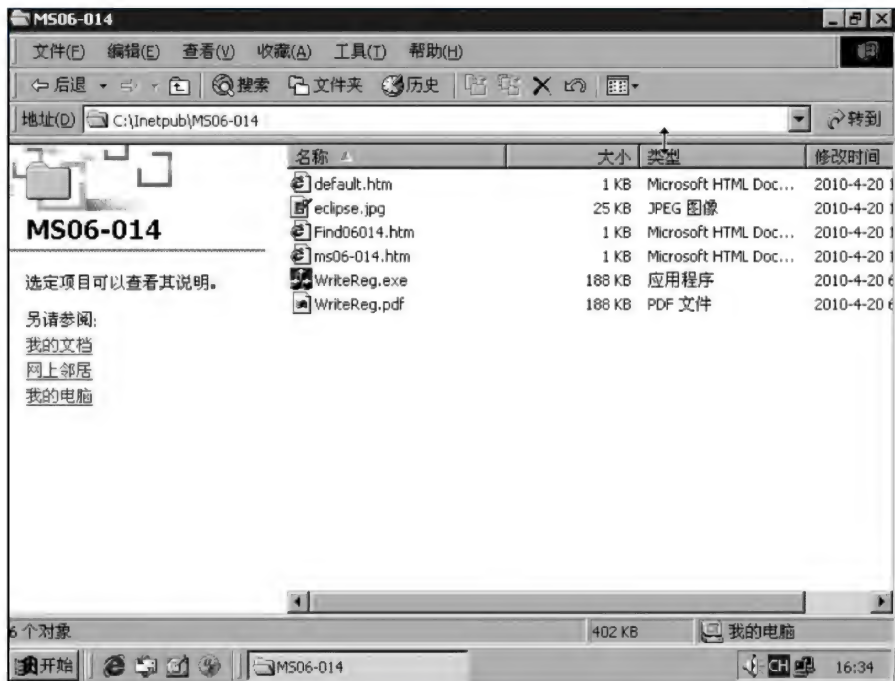 MS06-014
文件(F) 编辑(E) 查看(V) 收藏(A) 工具(T) 帮助(H)
后退 搜索 文件夹 历史
地址(D) C:\Inetpub\MS06-014 转到
MS06-014
选定项目可以查看其说明。
另请参阅:
我的文档
网上邻居
我的电脑
名称 大小 类型 修改时间
default.htm 1 KB Microsoft HTML Doc... 2010-4-20 1
eclipse.jpg 25 KB JPEG 图像 2010-4-20 1
Find06014.htm 1 KB Microsoft HTML Doc... 2010-4-20 1
ms06-014.htm 1 KB Microsoft HTML Doc... 2010-4-20 1
WriteReg.exe 188 KB 应用程序 2010-4-20 6
WriteReg.pdf 188 KB PDF 文件 2010-4-20 6
6 个对象 402 KB 我的电脑
开始 MS06-014 CH 16:34